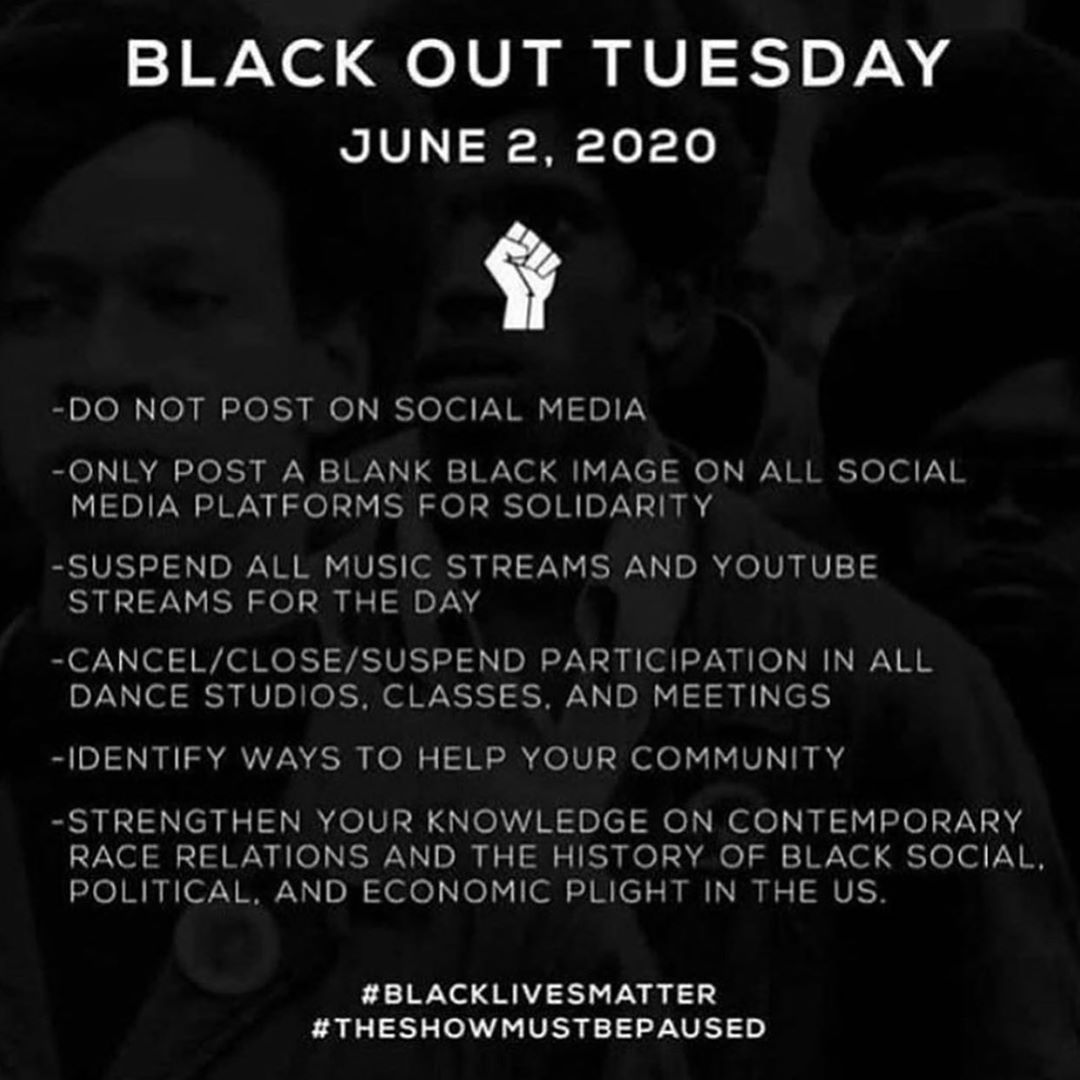 BLACK OUT TUESDAY
JUNE 2, 2020
-DO NOT POST ON SOCIAL MEDIA
-ONLY POST A BLANK BLACK IMAGE ON ALL SOCIAL
MEDIA PLATFORMS FOR SOLIDARITY
-SUSPEND ALL MUSIC STREAMS AND YOUTUBE
STREAMS FOR THE DAY
-CANCEL/CLOSE/SUSPEND PARTICIPATION IN ALL
DANCE STUDIOS, CLASSES, AND MEETINGS
-IDENTIFY WAYS TO HELP YOUR COMMUNITY
-STRENGTHEN YOUR KNOWLEDGE ON CONTEMPORARY
RACE RELATIONS AND THE HISTORY OF BLACK SOCIAL,
POLITICAL, AND ECONOMIC PLIGHT IN THE US.
#BLACKLIVESMATTER
#THESHOWMUSTBEPAUSED